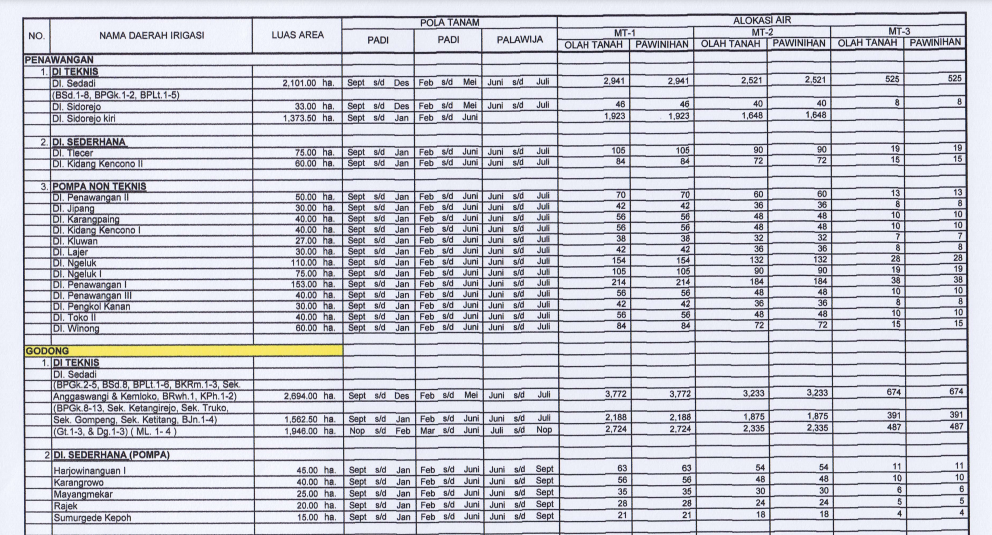 NO. NAMA DAERAH IRIGASI LUAS AREA POLA TANAM ALOKASI AIR
PADI PADI PALAWIJA MT-1 MT-2 MT-3
OLAH TANAH PAWINIHAN OLAH TANAH PAWINIHAN OLAH TANAH PAWINIHAN
PENAWANGAN
1. DI TEKNIS
DI. Sedadi 2,101.00 ha. Sept s/d Des Feb s/d Mei Juni s/d Juli 2,941 2,941 2,521 2,521 525 525
(BSd.1-8, BPGk.1-2, BPLt.1-5)
DI. Sidorejo 33.00 ha. Sept s/d Des Feb s/d Mei Juni s/d Juli 46 46 40 40 8 8
DI. Sidorejo kiri 1,373.50 ha. Sept s/d Jan Feb s/d Juni 1,923 1,923 1,648 1,648
2. DI. SEDERHANA
DI. Tlecer 75.00 ha. Sept s/d Jan Feb s/d Juni Juni s/d Juli 105 105 90 90 19 19
DI. Kidang Kencono II 60.00 ha. Sept s/d Jan Feb s/d Juni Juni s/d Juli 84 84 72 72 15 15
3. POMPA NON TEKNIS
DI. Penawangan II 50.00 ha. Sept s/d Jan Feb s/d Juni Juni s/d Juli 70 70 60 60 13 13
DI. Jipang 30.00 ha. Sept s/d Jan Feb s/d Juni Juni s/d Juli 42 42 36 36 8 8
DI. Karangpaing 40.00 ha. Sept s/d Jan Feb s/d Juni Juni s/d Juli 56 56 48 48 10 10
DI. Kidang Kencono I 40.00 ha. Sept s/d Jan Feb s/d Juni Juni s/d Juli 56 56 48 48 10 10
DI. Kluwan 27.00 ha. Sept s/d Jan Feb s/d Juni Juni s/d Juli 38 38 32 32 7 7
DI. Lajer 30.00 ha. Sept s/d Jan Feb s/d Juni Juni s/d Juli 42 42 36 36 8 8
DI. Ngeluk 110.00 ha. Sept s/d Jan Feb s/d Juni Juni s/d Juli 154 154 132 132 28 28
DI. Ngeluk I 75.00 ha. Sept s/d Jan Feb s/d Juni Juni s/d Juli 105 105 90 90 19 19
DI. Penawangan I 153.00 ha. Sept s/d Jan Feb s/d Juni Juni s/d Juli 214 214 184 184 38 38
DI. Penawangan III 40.00 ha. Sept s/d Jan Feb s/d Juni Juni s/d Juli 56 56 48 48 10 10
DI. Pengkol Kanan 30.00 ha. Sept s/d Jan Feb s/d Juni Juni s/d Juli 42 42 36 36 8 8
DI. Toko II 40.00 ha. Sept s/d Jan Feb s/d Juni Juni s/d Juli 56 56 48 48 10 10
DI. Winong 60.00 ha. Sept s/d Jan Feb s/d Juni Juni s/d Juli 84 84 72 72 15 15
GODONG
1. DI TEKNIS
DI. Sedadi
(BPGk.2-5, BSd.8, BPLt.1-6, BKRm.1-3, Sek.
Anggaswangi & Kemloko, BRwh.1, KPh.1-2) 2,694.00 ha. Sept s/d Des Feb s/d Mei Juni s/d Juli 3,772 3,772 3,233 3,233 674 674
(BPGk.8-13, Sek. Ketangirejo, Sek. Truko,
Sek. Gompeng, Sek. Ketitang, BJn.1-4) 1,562.50 ha. Sept s/d Jan Feb s/d Juni Juni s/d Juli 2,188 2,188 1,875 1,875 391 391
(Gt.1-3, & Dg.1-3) ( ML. 1- 4 ) 1,946.00 ha. Nop s/d Feb Mar s/d Juni Juli s/d Nop 2,724 2,724 2,335 2,335 487 487
2 DI. SEDERHANA (POMPA)
Harjowinanguan I 45.00 ha. Sept s/d Jan Feb s/d Juni Juni s/d Sept 63 63 54 54 11 11
Karangrowo 40.00 ha. Sept s/d Jan Feb s/d Juni Juni s/d Sept 56 56 48 48 10 10
Mayangmekar 25.00 ha. Sept s/d Jan Feb s/d Juni Juni s/d Sept 35 35 30 30 6 6
Rajek 20.00 ha. Sept s/d Jan Feb s/d Juni Juni s/d Sept 28 28 24 24 5 5
Sumurgede Kepoh 15.00 ha. Sept s/d Jan Feb s/d Juni Juni s/d Sept 21 21 18 18 4 4